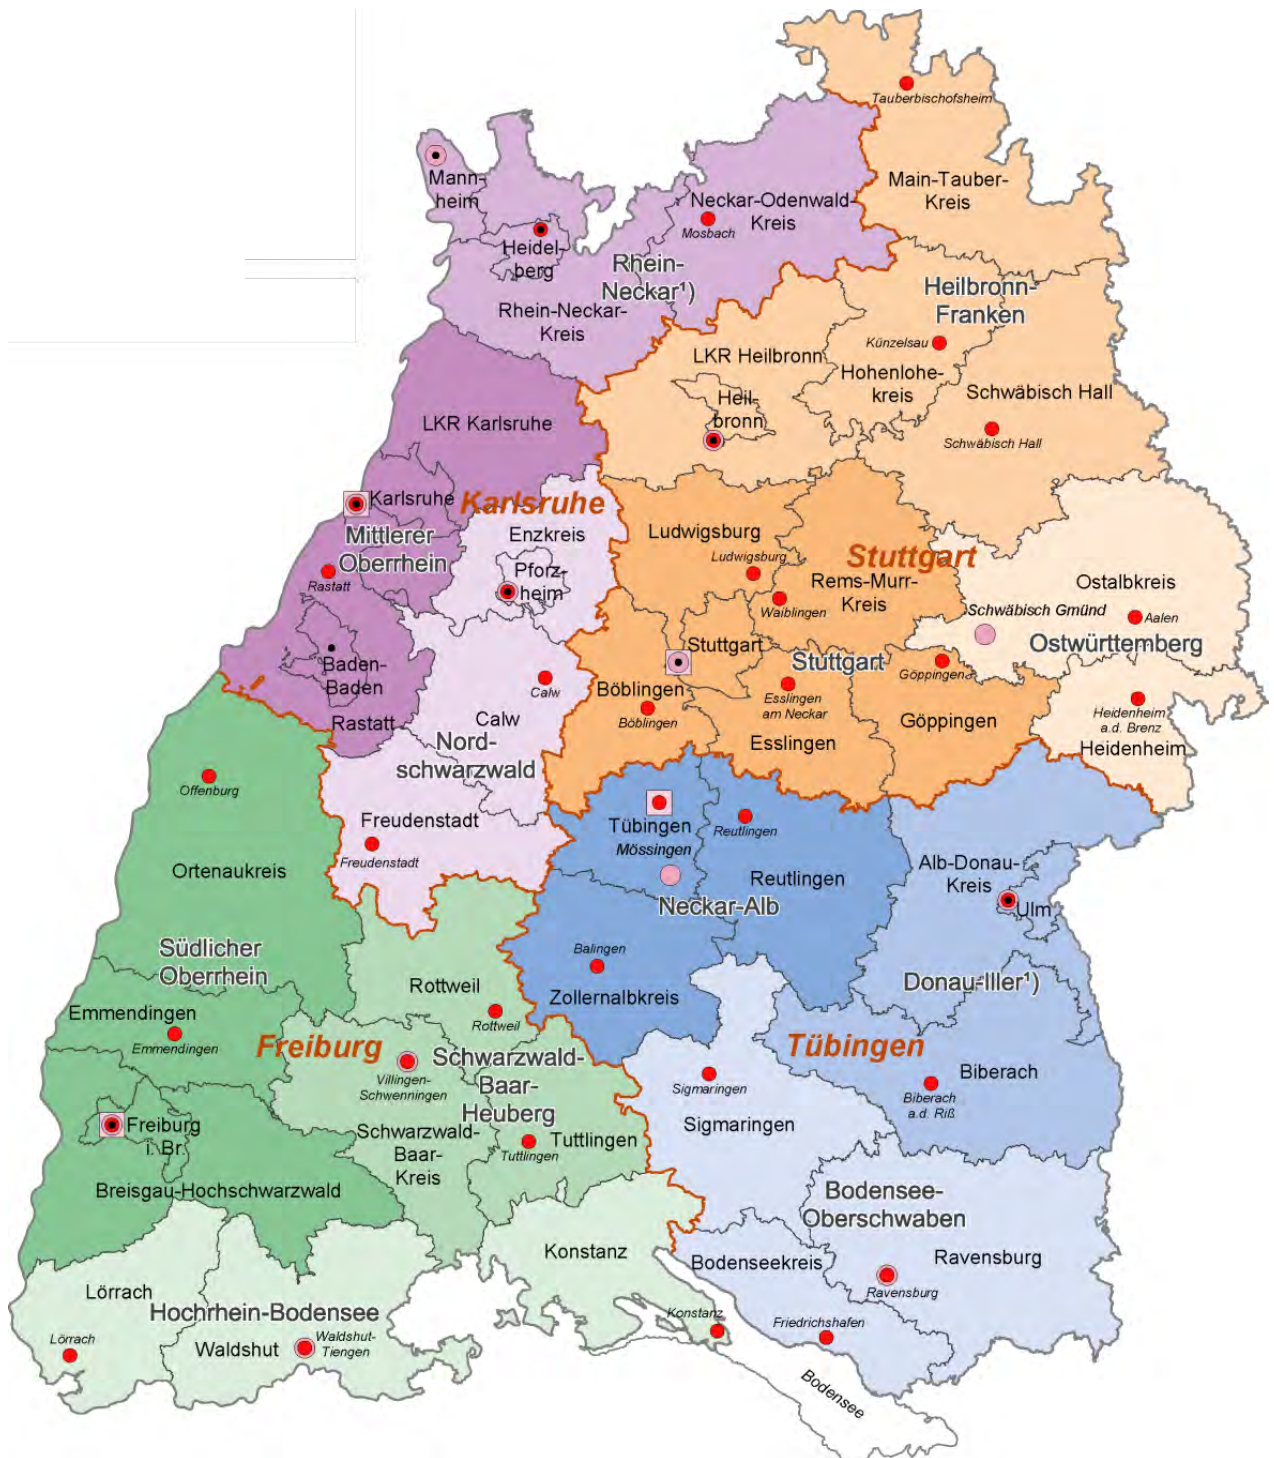 Tauberbischofsheim
Main-Tauber-
Kreis
Mann-
heim
Neckar-Odenwald-
Kreis
Mosbach
Heidel-
berg
Rhein-
Neckar¹)
Rhein-Neckar-
Kreis
Heilbronn-
Franken
Künzelsau
LKR Heilbronn
Hohenlohe-
kreis
Schwäbisch Hall
Schwäbisch Hall
Heil-
bronn
LKR Karlsruhe
Karlsruhe
Karlsruhe
Mittlerer
Oberrhein
Rastatt
Enzkreis
Pforz-
heim
Ludwigsburg
Ludwigsburg
Stuttgart
Rems-Murr-
Kreis
Waiblingen
Ostalbkreis
Schwäbisch Gmünd
Aalen
Ostwürttemberg
Stuttgart
Stuttgart
Baden-
Baden
Rastatt
Calw
Calw
Böblingen
Böblingen
Esslingen
am Neckar
Esslingen
Göppingen
Göppingen
Heidenheim
a.d. Brenz
Heidenheim
Nord-
schwarzwald
Offenburg
Ortenaukreis
Freudenstadt
Freudenstadt
Tübingen
Mössingen
Reutlingen
Reutlingen
Neckar-Alb
Alb-Donau-
Kreis
Ulm
Donau-Iller¹)
Südlicher
Oberrhein
Balingen
Zollernalbkreis
Rottweil
Rottweil
Emmendingen
Emmendingen
Freiburg
Villingen-
Schwenningen
Schwarzwald-
Baar-
Heuberg
Tübingen
Biberach
Biberach
a.d. Riß
Sigmaringen
Sigmaringen
Freiburg
i. Br.
Schwarzwald-
Baar-
Kreis
Tuttlingen
Tuttlingen
Breisgau-Hochschwarzwald
Bodensee-
Oberschwaben
Konstanz
Bodenseekreis
Ravensburg
Ravensburg
Lörrach
Hochrhein-Bodensee
Lörrach
Waldshut
Waldshut-
Tiengen
Konstanz
Friedrichshafen
Bodensee